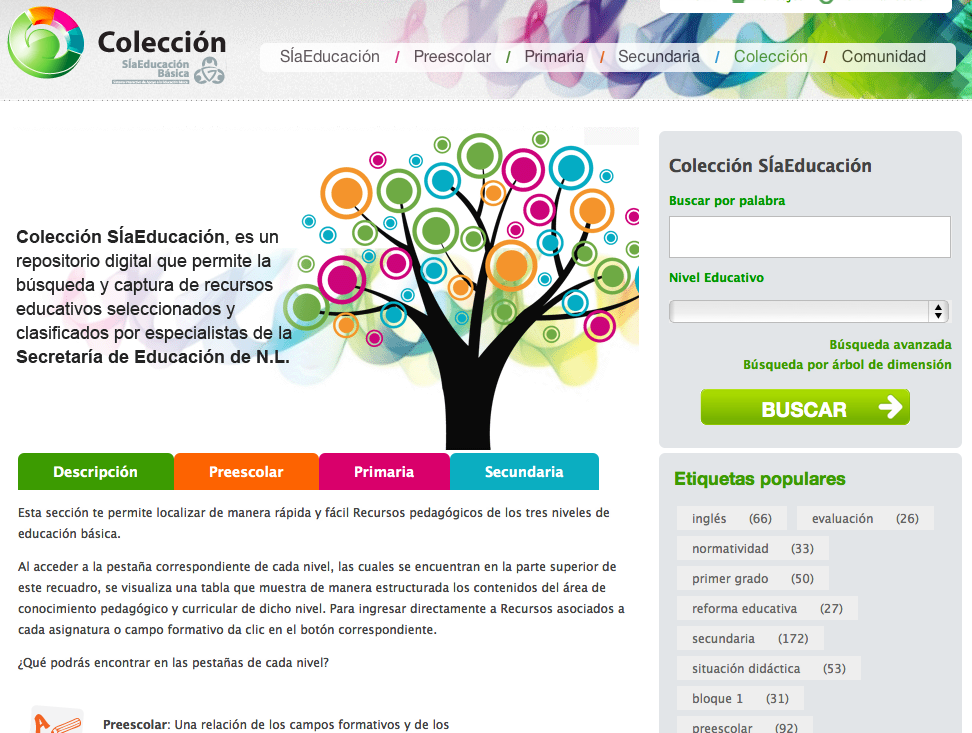 Colección
SÍaEducación
Básica
SÍaEducación / Preescolar / Primaria / Secundaria / Colección / Comunidad
Colección SÍaEducación, es un
repositorio digital que permite la
búsqueda y captura de recursos
educativos seleccionados y
clasificados por especialistas de la
Secretaría de Educación de N.L.
Colección SÍaEducación
Buscar por palabra
Nivel Educativo
Búsqueda avanzada
Búsqueda por árbol de dimensión
BUSCAR
Descripción Preescolar Primaria Secundaria
Esta sección te permite localizar de manera rápida y fácil Recursos pedagógicos de los tres niveles de
educación básica.
Al acceder a la pestaña correspondiente de cada nivel, las cuales se encuentran en la parte superior de
este recuadro, se visualiza una tabla que muestra de manera estructurada los contenidos del área de
conocimiento pedagógico y curricular de dicho nivel. Para ingresar directamente a Recursos asociados a
cada asignatura o campo formativo da clic en el botón correspondiente.
¿Qué podrás encontrar en las pestañas de cada nivel?
A
Preescolar: Una relación de los campos formativos y de los
Etiquetas populares
inglés (66) evaluación (26)
normatividad (33)
primer grado (50)
reforma educativa (27)
secundaria (172)
situación didáctica (53)
bloque 1 (31)
preescolar (92)